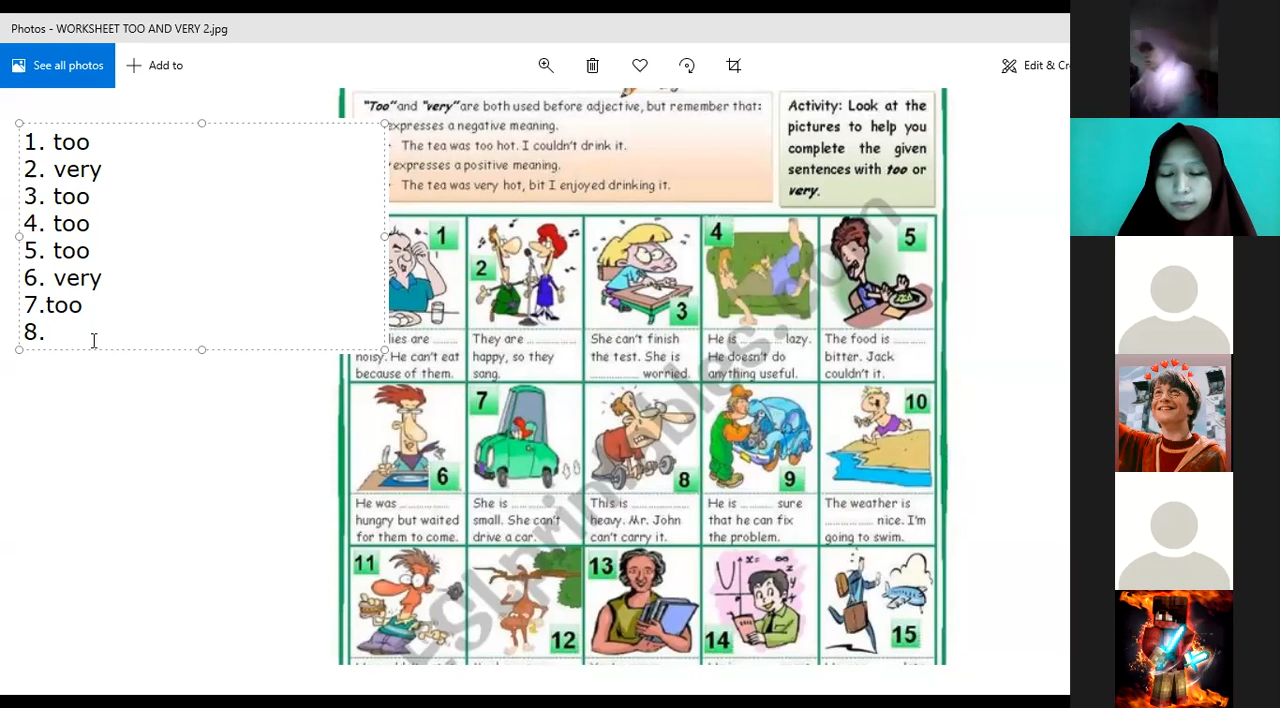 Photos - WORKSHEET TOO AND VERY 2.jpg
See all photos
Add to
Edit &
"Too" and "very" are both used before adjective, but remember that:
expresses a negative meaning.
The tea was too hot. I couldn't drink it.
expresses a positive meaning.
The tea was very hot, bit I enjoyed drinking it.
Activity: Look at the
pictures to help you
complete the given
sentences with too or
very.
1. too
2. very
3. too
4. too
5. too
6. very
7.too
8.
1
2
3
4
5
are ........
noisy. He can't eat
because of them.
They are ..............
happy, so they
sang.
She can't finish
the test. She is
.................. worried.
He is ............ lazy.
He doesn't do
anything useful.
The food is .........
bitter. Jack
couldn't it.
6
7
8
9
10
He was ..............
hungry but waited
for them to come.
She is ..............
small. She can't
drive a car.
This is ..................
heavy. Mr. John
can't carry it.
He is .......... sure
that he can fix
the problem.
The weather is
................ nice. I'm
going to swim.
11
12
13
14
15
ESLprintables.com